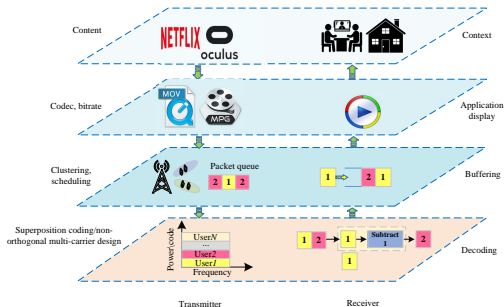 Content
NETFLIX
oculus
Context
Codec, bitrate
MOV
MPG
Application
display
Clustering,
scheduling
Packet queue
2 1 2
1
2 1
Buffering
Superposition coding/non-
orthogonal multi-carrier design
Power\code
UserN
...
User2
User1
Frequency
1 2
1
Subtract
1
2
1
Decoding
Transmitter
Receiver